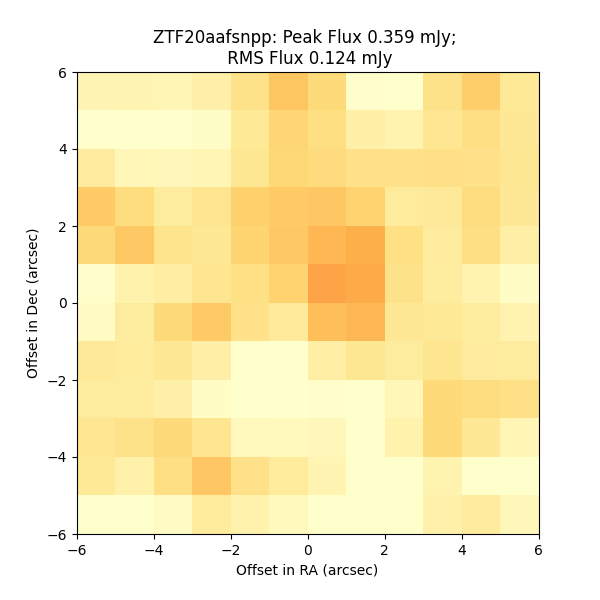 ZTF20aafsnpp: Peak Flux 0.359 mJy;
RMS Flux 0.124 mJy
6
4
2
0
−2
−4
−6
Offset in Dec (arcsec)
−6 −4 −2 0 2 4 6
Offset in RA (arcsec)